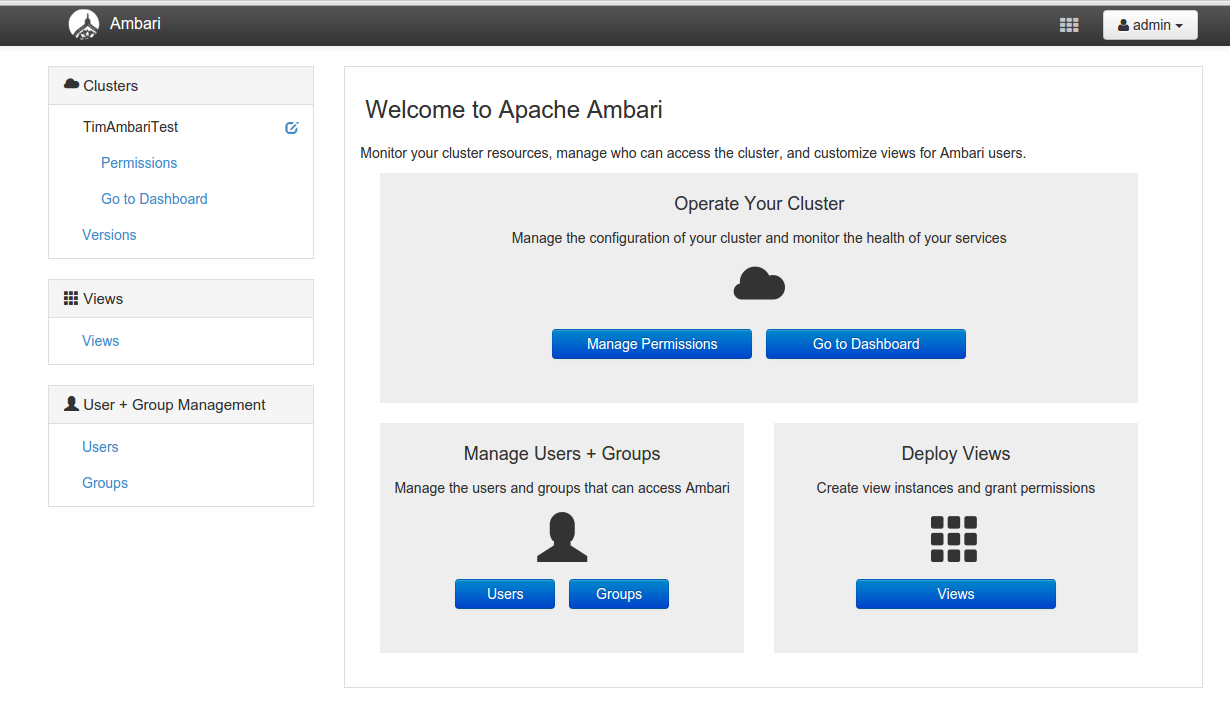 Ambari
admin
Clusters
TimAmbariTest
Permissions
Go to Dashboard
Versions
Views
Views
User + Group Management
Users
Groups
Welcome to Apache Ambari
Monitor your cluster resources, manage who can access the cluster, and customize views for Ambari users.
Operate Your Cluster
Manage the configuration of your cluster and monitor the health of your services
Manage Permissions
Go to Dashboard
Manage Users + Groups
Manage the users and groups that can access Ambari
Users
Groups
Deploy Views
Create view instances and grant permissions
Views